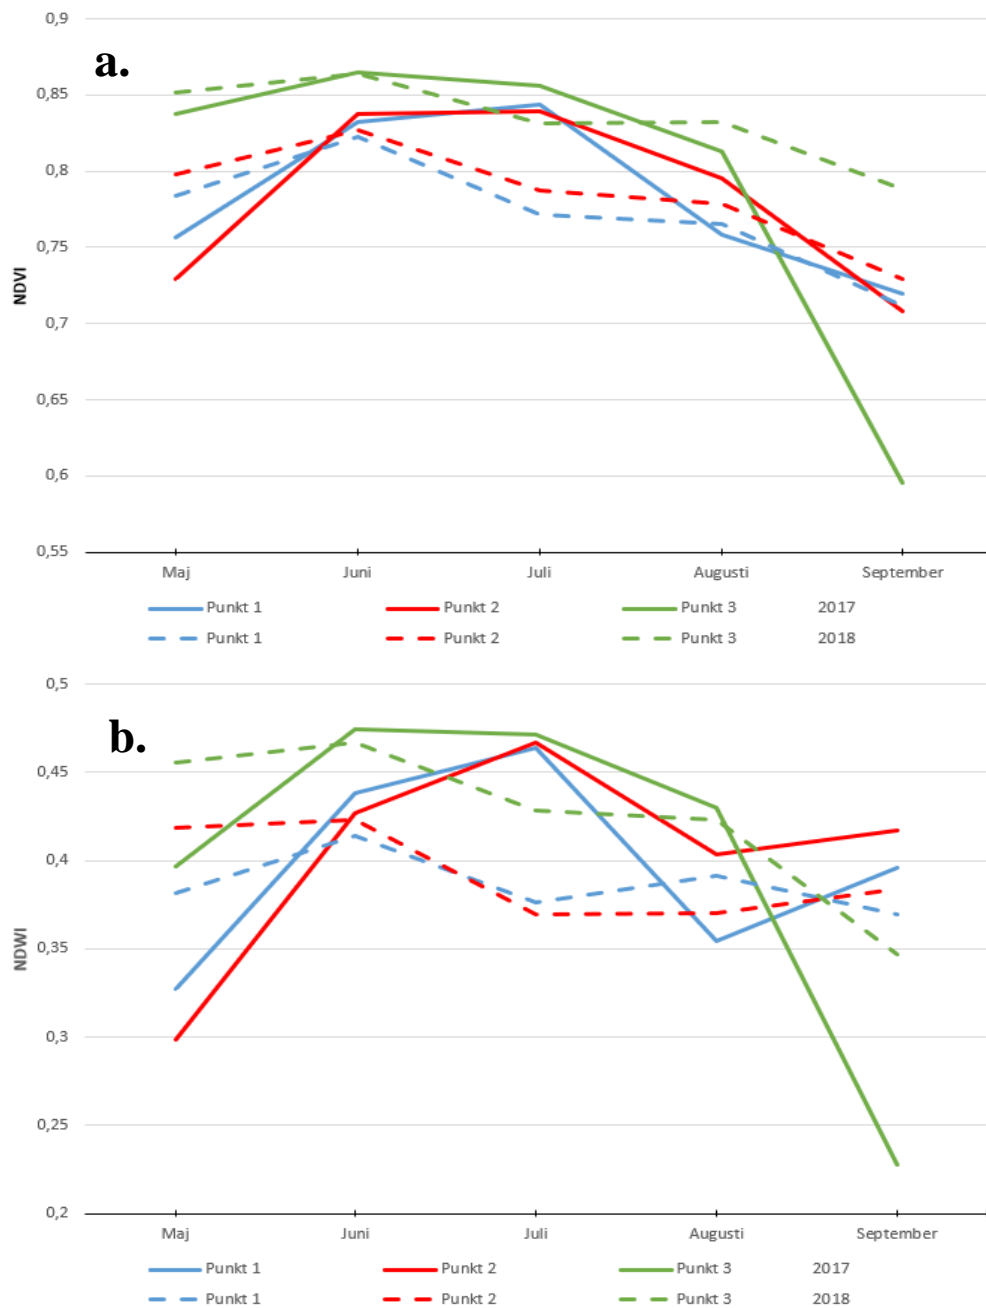 a.
0,9
0,85
0,8
0,75
0,7
0,65
0,6
0,55
NDVI
Maj Juni Juli Augusti September
Punkt 1 Punkt 2 Punkt 3 2017
Punkt 1 Punkt 2 Punkt 3 2018
b.
0,5
0,45
0,4
0,35
0,3
0,25
0,2
NDWI
Maj Juni Juli Augusti September
Punkt 1 Punkt 2 Punkt 3 2017
Punkt 1 Punkt 2 Punkt 3 2018